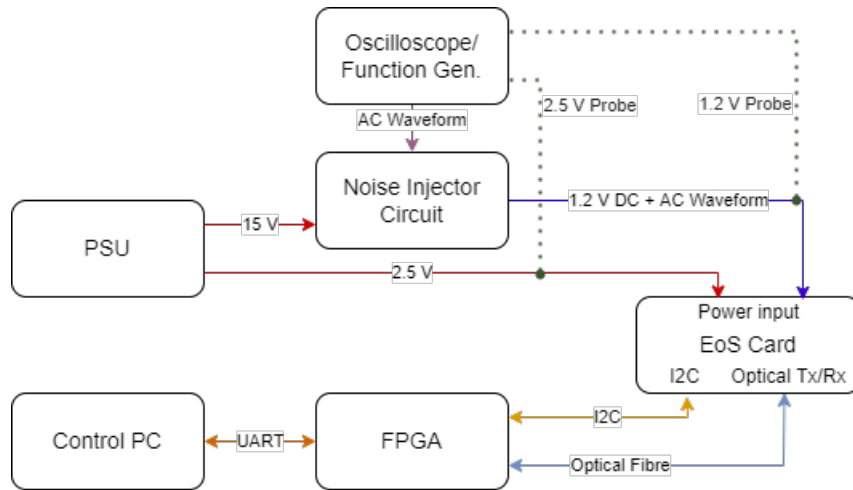 Oscilloscope/
Function Gen.
2.5 V Probe
1.2 V Probe
AC Waveform
Noise Injector
Circuit
1.2 V DC + AC Waveform
PSU
15 V
2.5 V
Power input
EoS Card
I2C
Optical Tx/Rx
Control PC
UART
FPGA
I2C
Optical Fibre